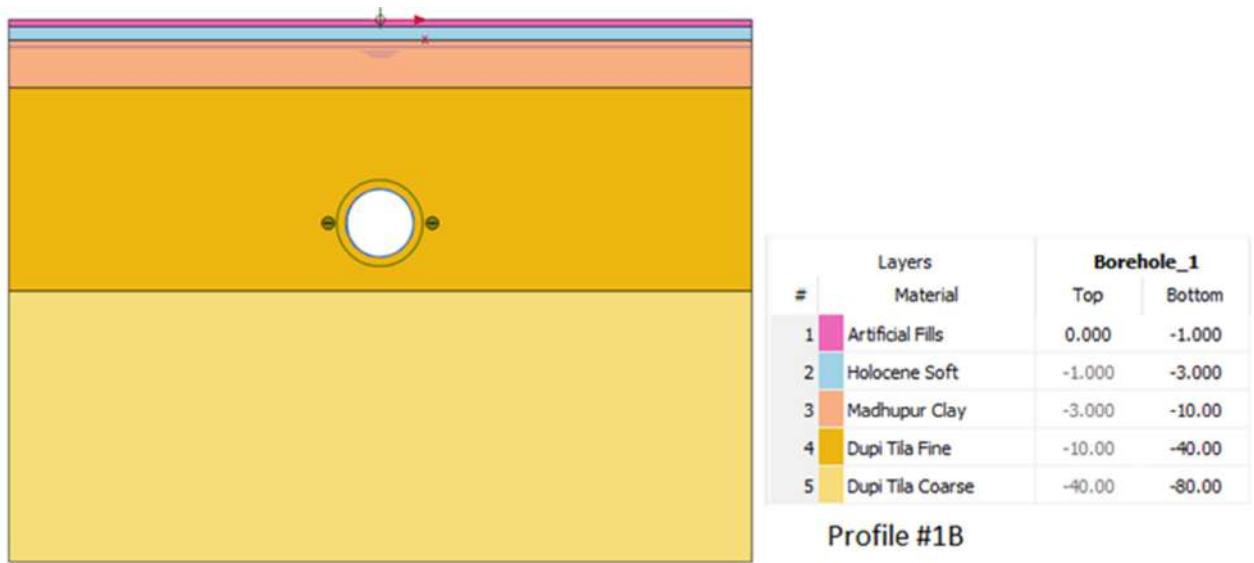 x
Layers Borehole_1
# Material Top Bottom
1 Artificial Fills 0.000 -1.000
2 Holocene Soft -1.000 -3.000
3 Madhupur Clay -3.000 -10.00
4 Dupi Tila Fine -10.00 -40.00
5 Dupi Tila Coarse -40.00 -80.00
Profile #1B